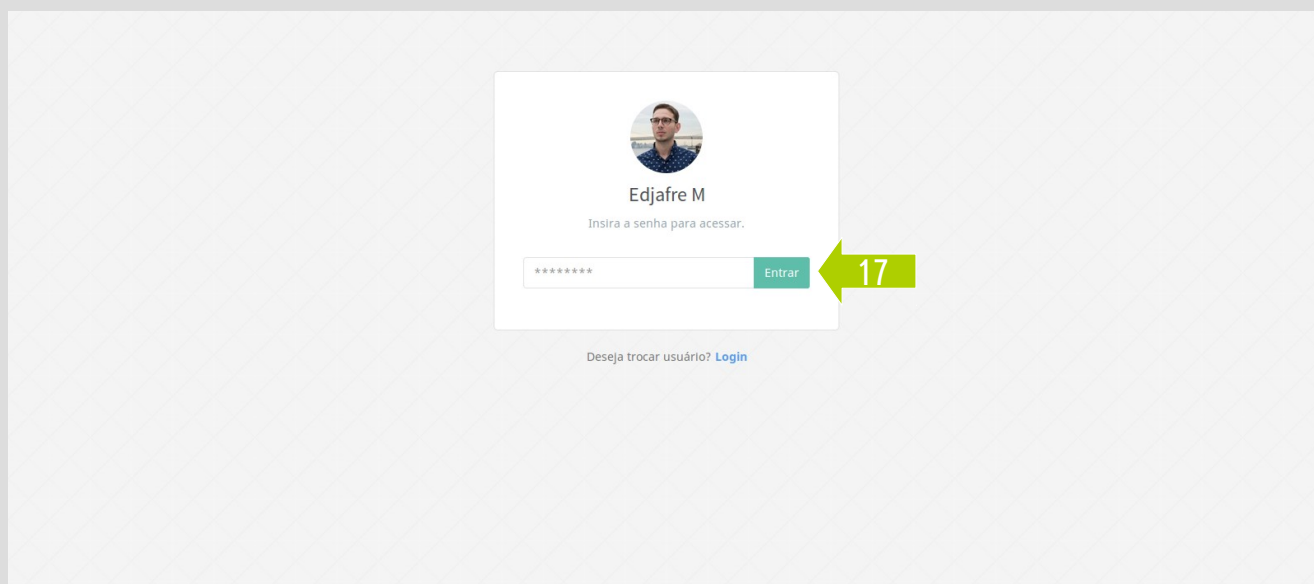 Edjafre M
Insira a senha para acessar.
******** Entrar
17
Deseja trocar usuário? Login